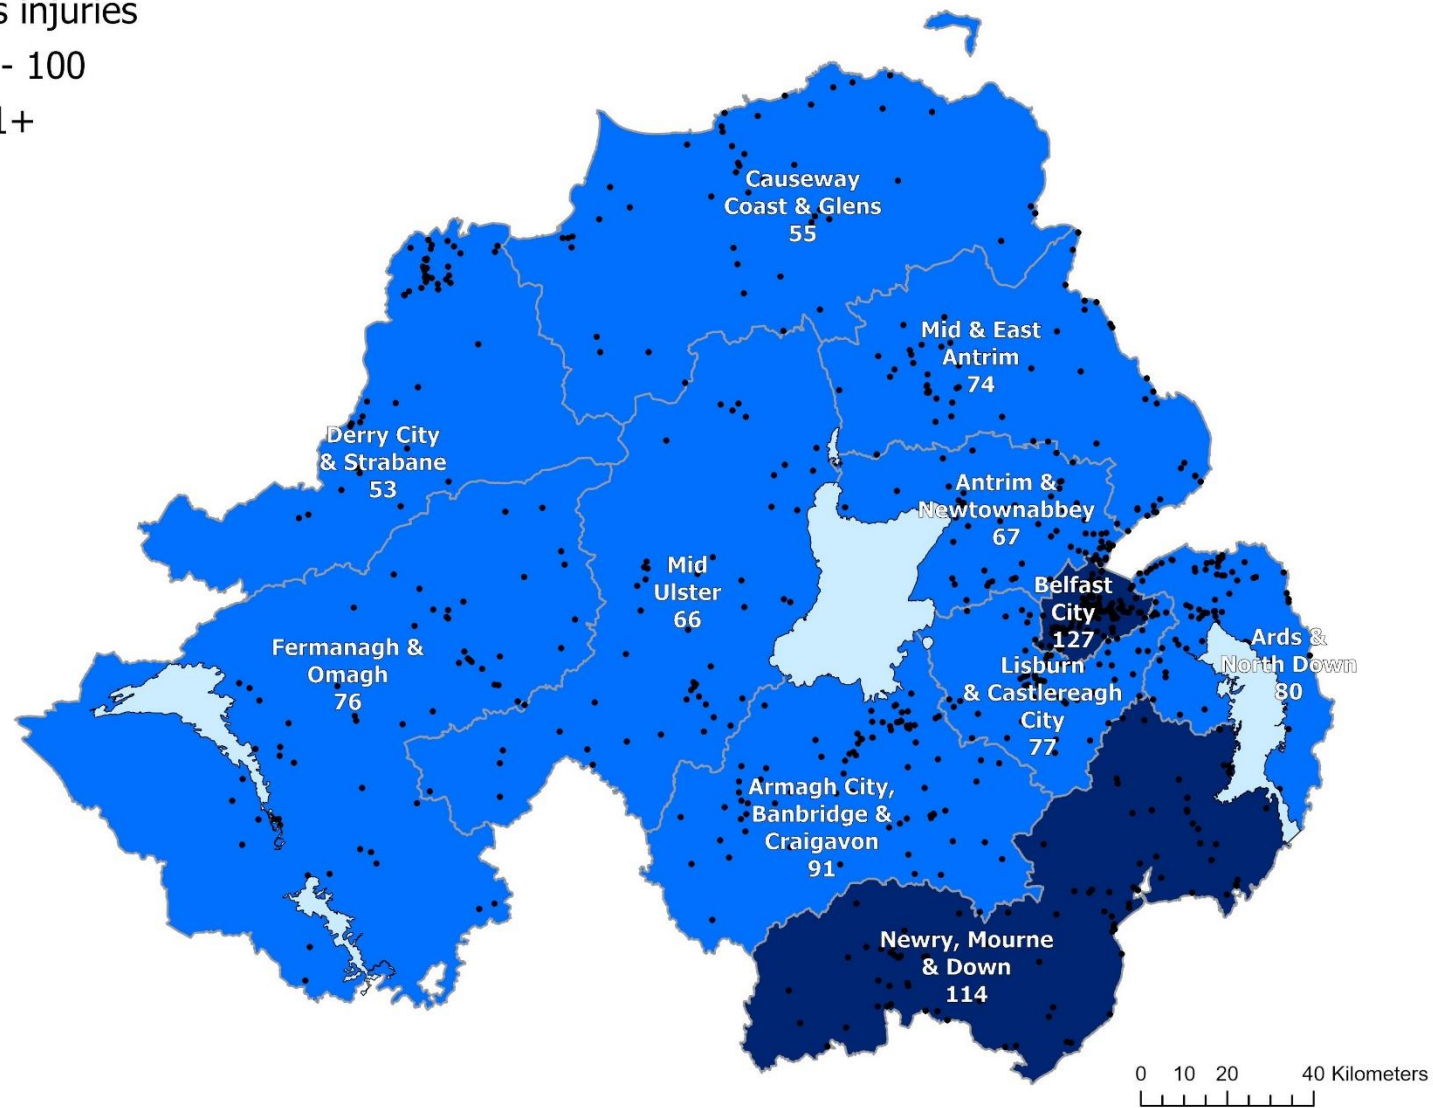 injuries
- 100
1+
Causeway
Coast & Glens
55
Mid & East
Antrim
74
Derry City
& Strabane
53
Antrim &
Newtownabbey
67
Mid
Ulster
66
Belfast
City
127
Fermanagh &
Omagh
76
Ards &
North Down
80
Lisburn
& Castlereagh
City
77
Armagh City,
Banbridge &
Craigavon
91
Newry, Mourne
& Down
114
0 10 20 40 Kilometers